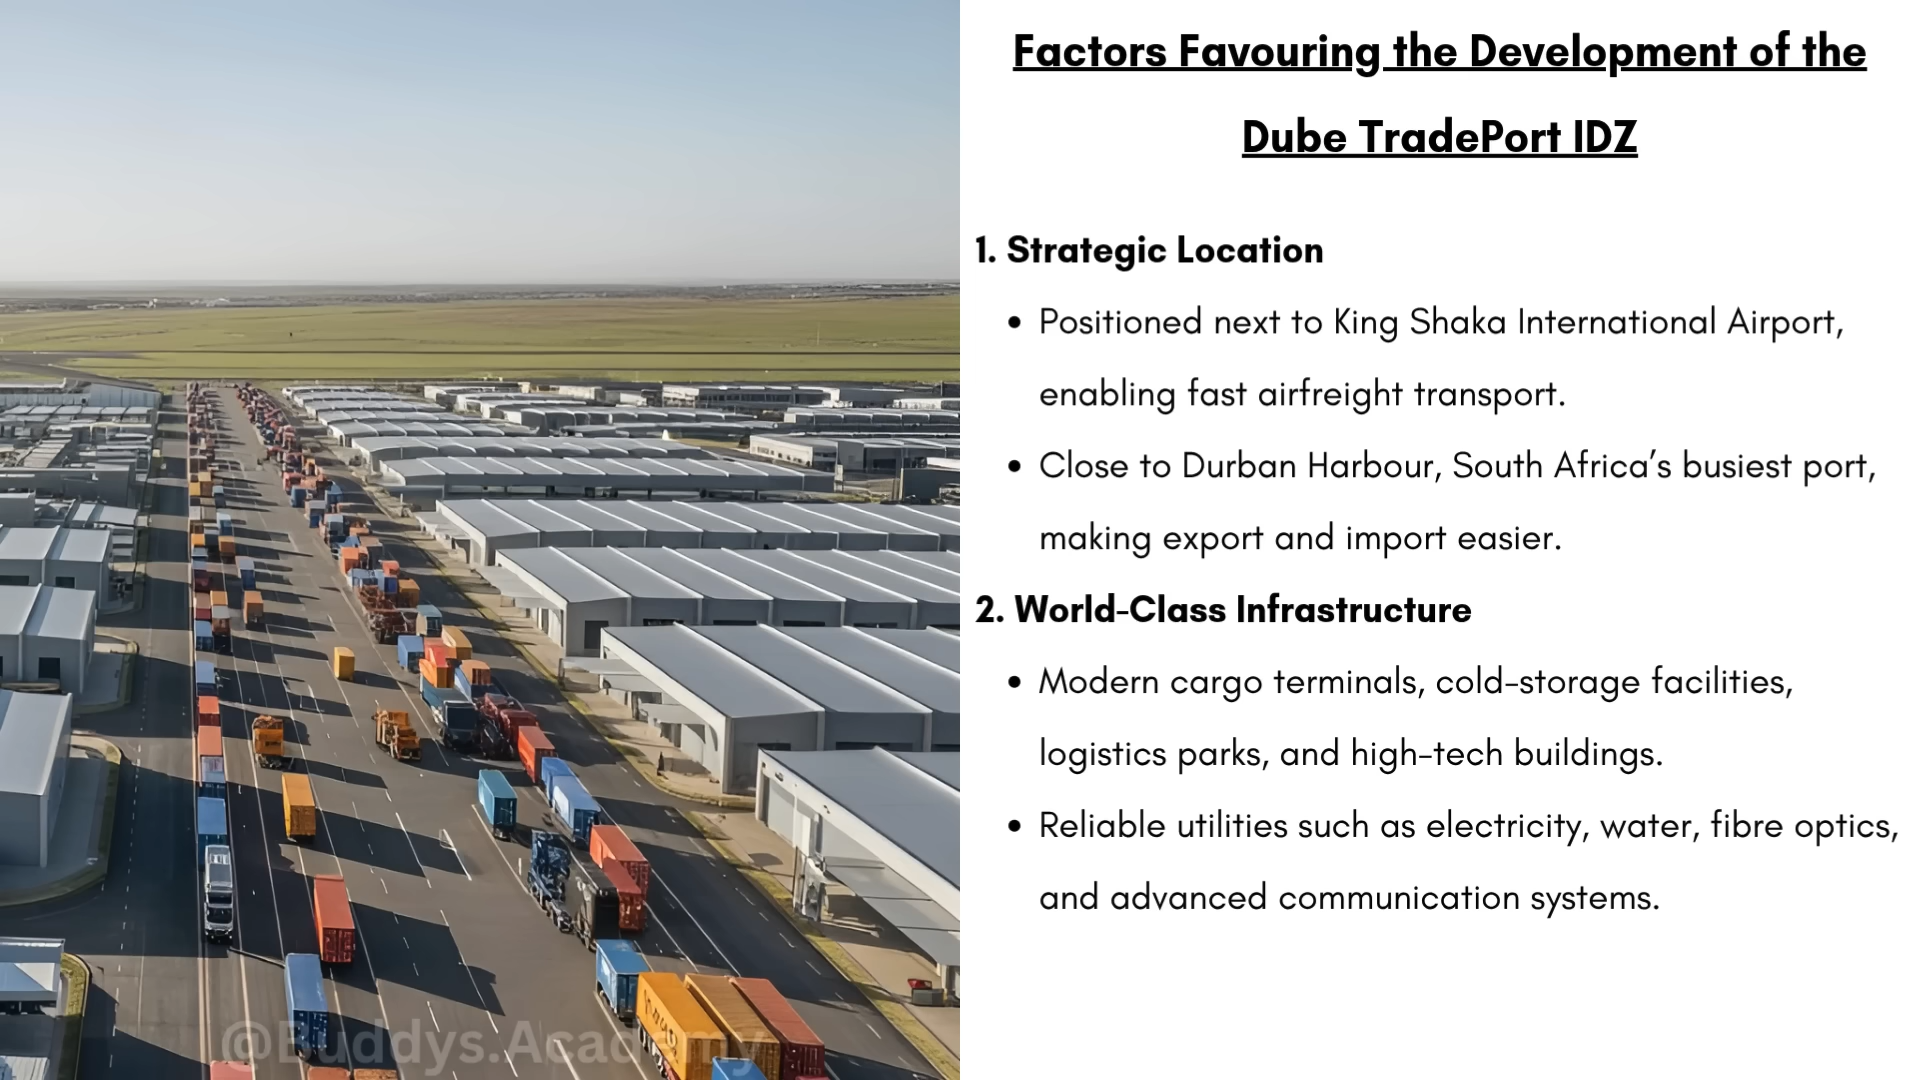 Factors Favouring the Development of the
Dube TradePort IDZ
1. Strategic Location
• Positioned next to King Shaka International Airport,
enabling fast airfreight transport.
• Close to Durban Harbour, South Africa's busiest port,
making export and import easier.
2. World-Class Infrastructure
• Modern cargo terminals, cold-storage facilities,
logistics parks, and high-tech buildings.
• Reliable utilities such as electricity, water, fibre optics,
and advanced communication systems.
@Buddys.Academy